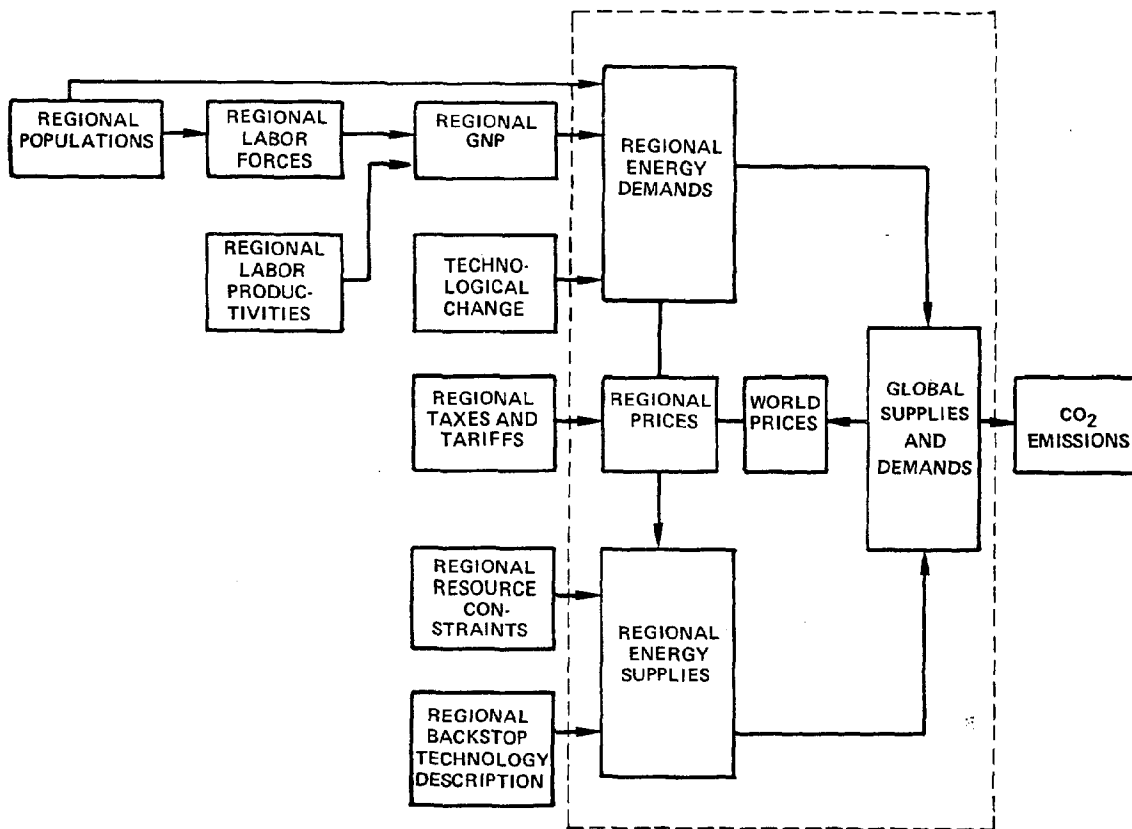 REGIONAL
POPULATIONS
REGIONAL
LABOR
FORCES
REGIONAL
GNP
REGIONAL
ENERGY
DEMANDS
REGIONAL
LABOR
PRODUC-
TIVITIES
TECHNO-
LOGICAL
CHANGE
REGIONAL
TAXES AND
TARIFFS
REGIONAL
PRICES
WORLD
PRICES
GLOBAL
SUPPLIES
AND
DEMANDS
CO2
EMISSIONS
REGIONAL
RESOURCE
CON-
STRAINTS
REGIONAL
ENERGY
SUPPLIES
REGIONAL
BACKSTOP
TECHNOLOGY
DESCRIPTION